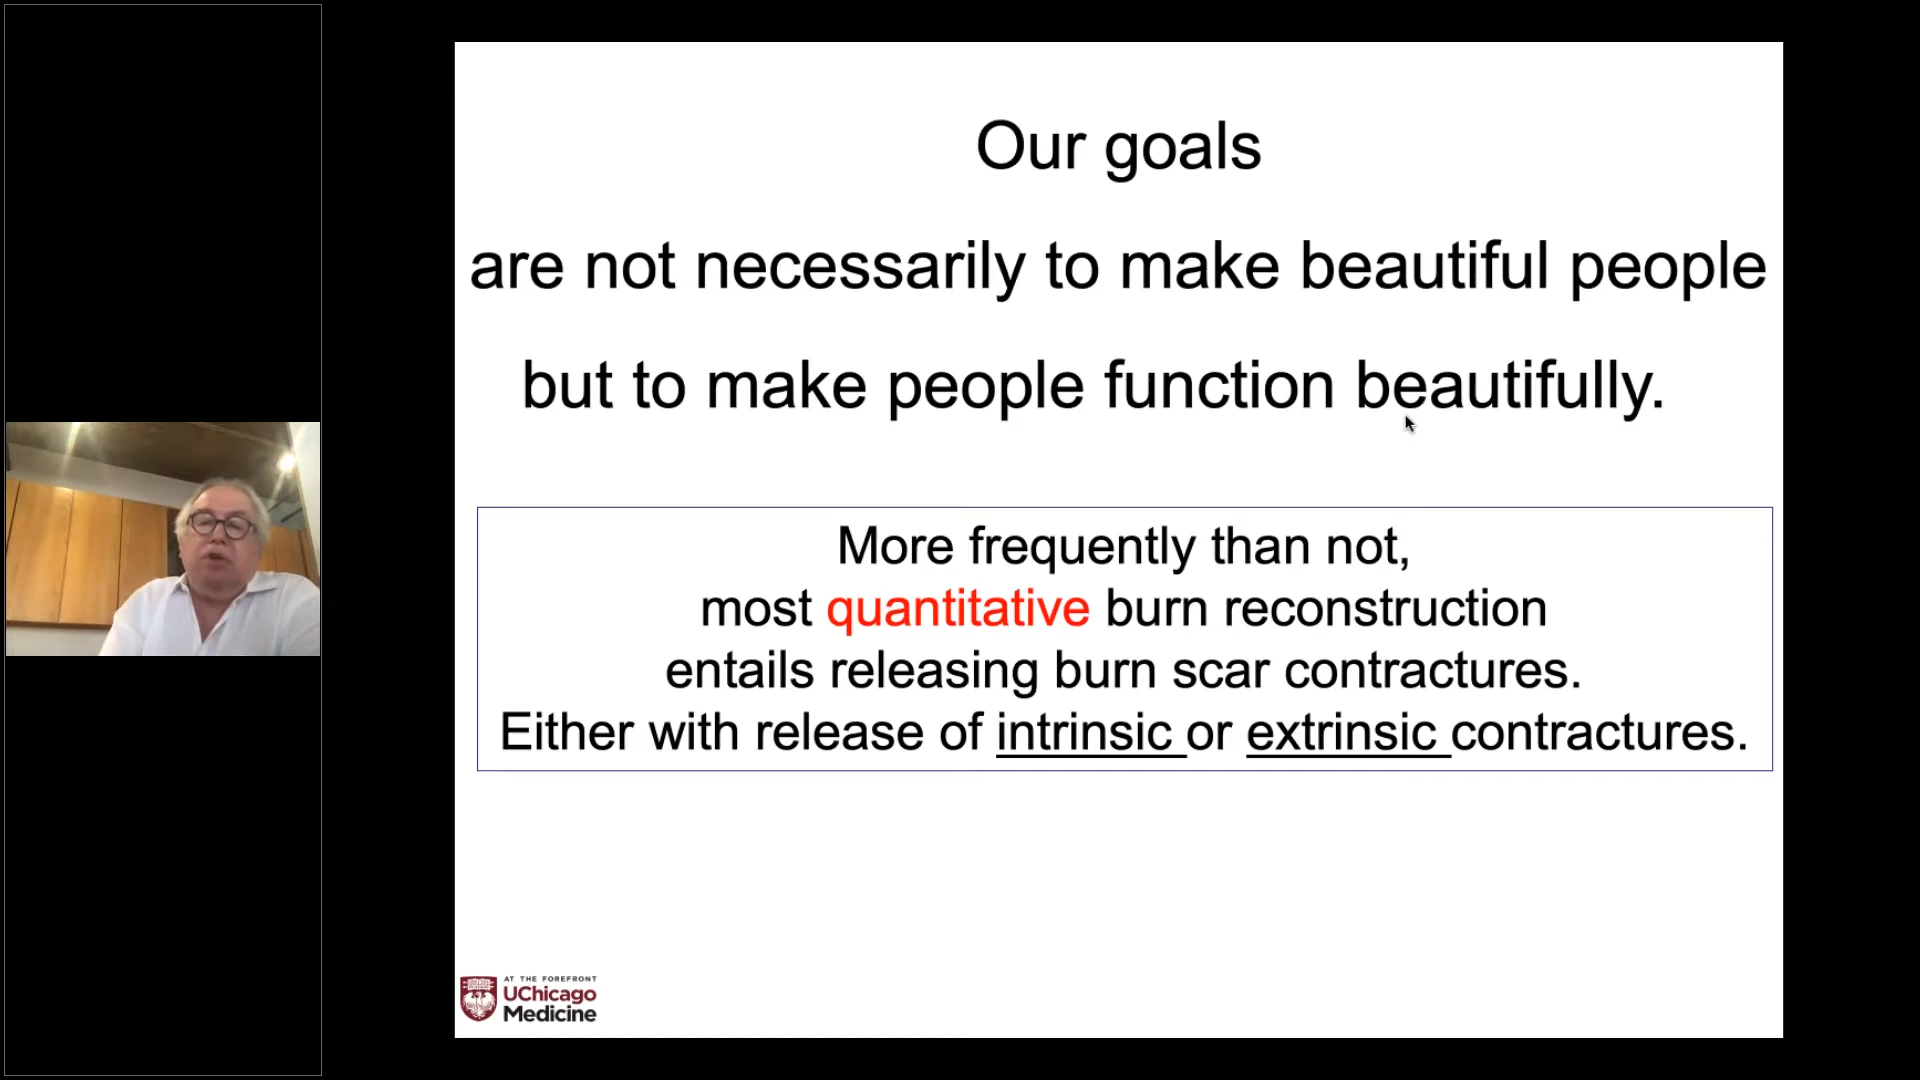 Our goals
are not necessarily to make beautiful people
but to make people function beautifully.
More frequently than not,
most quantitative burn reconstruction
entails releasing burn scar contractures.
Either with release of intrinsic or extrinsic contractures.
AT THE FOREFRONT
UChicago
Medicine